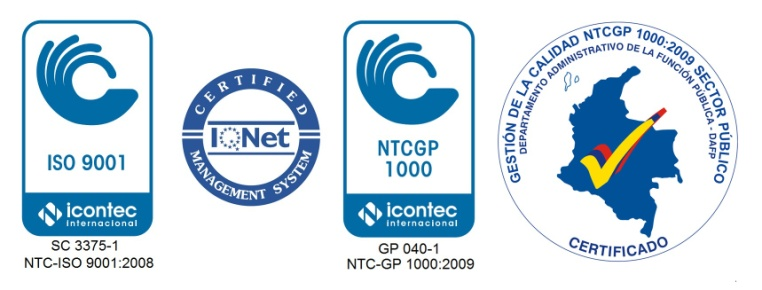 ISO 9001
icontec
internacional
SC 3375-1
NTC-ISO 9001:2008
CERTIFIED
IQNet
MANAGEMENT SYSTEM
NTCGP
1000
icontec
internacional
GP 040-1
NTC-GP 1000:2009
GESTIÓN DE LA CALIDAD NTCGP 1000:2009 SECTOR PÚBLICO
DEPARTAMENTO ADMINISTRATIVO DE LA FUNCIÓN PÚBLICA - DAFP
CERTIFICADO